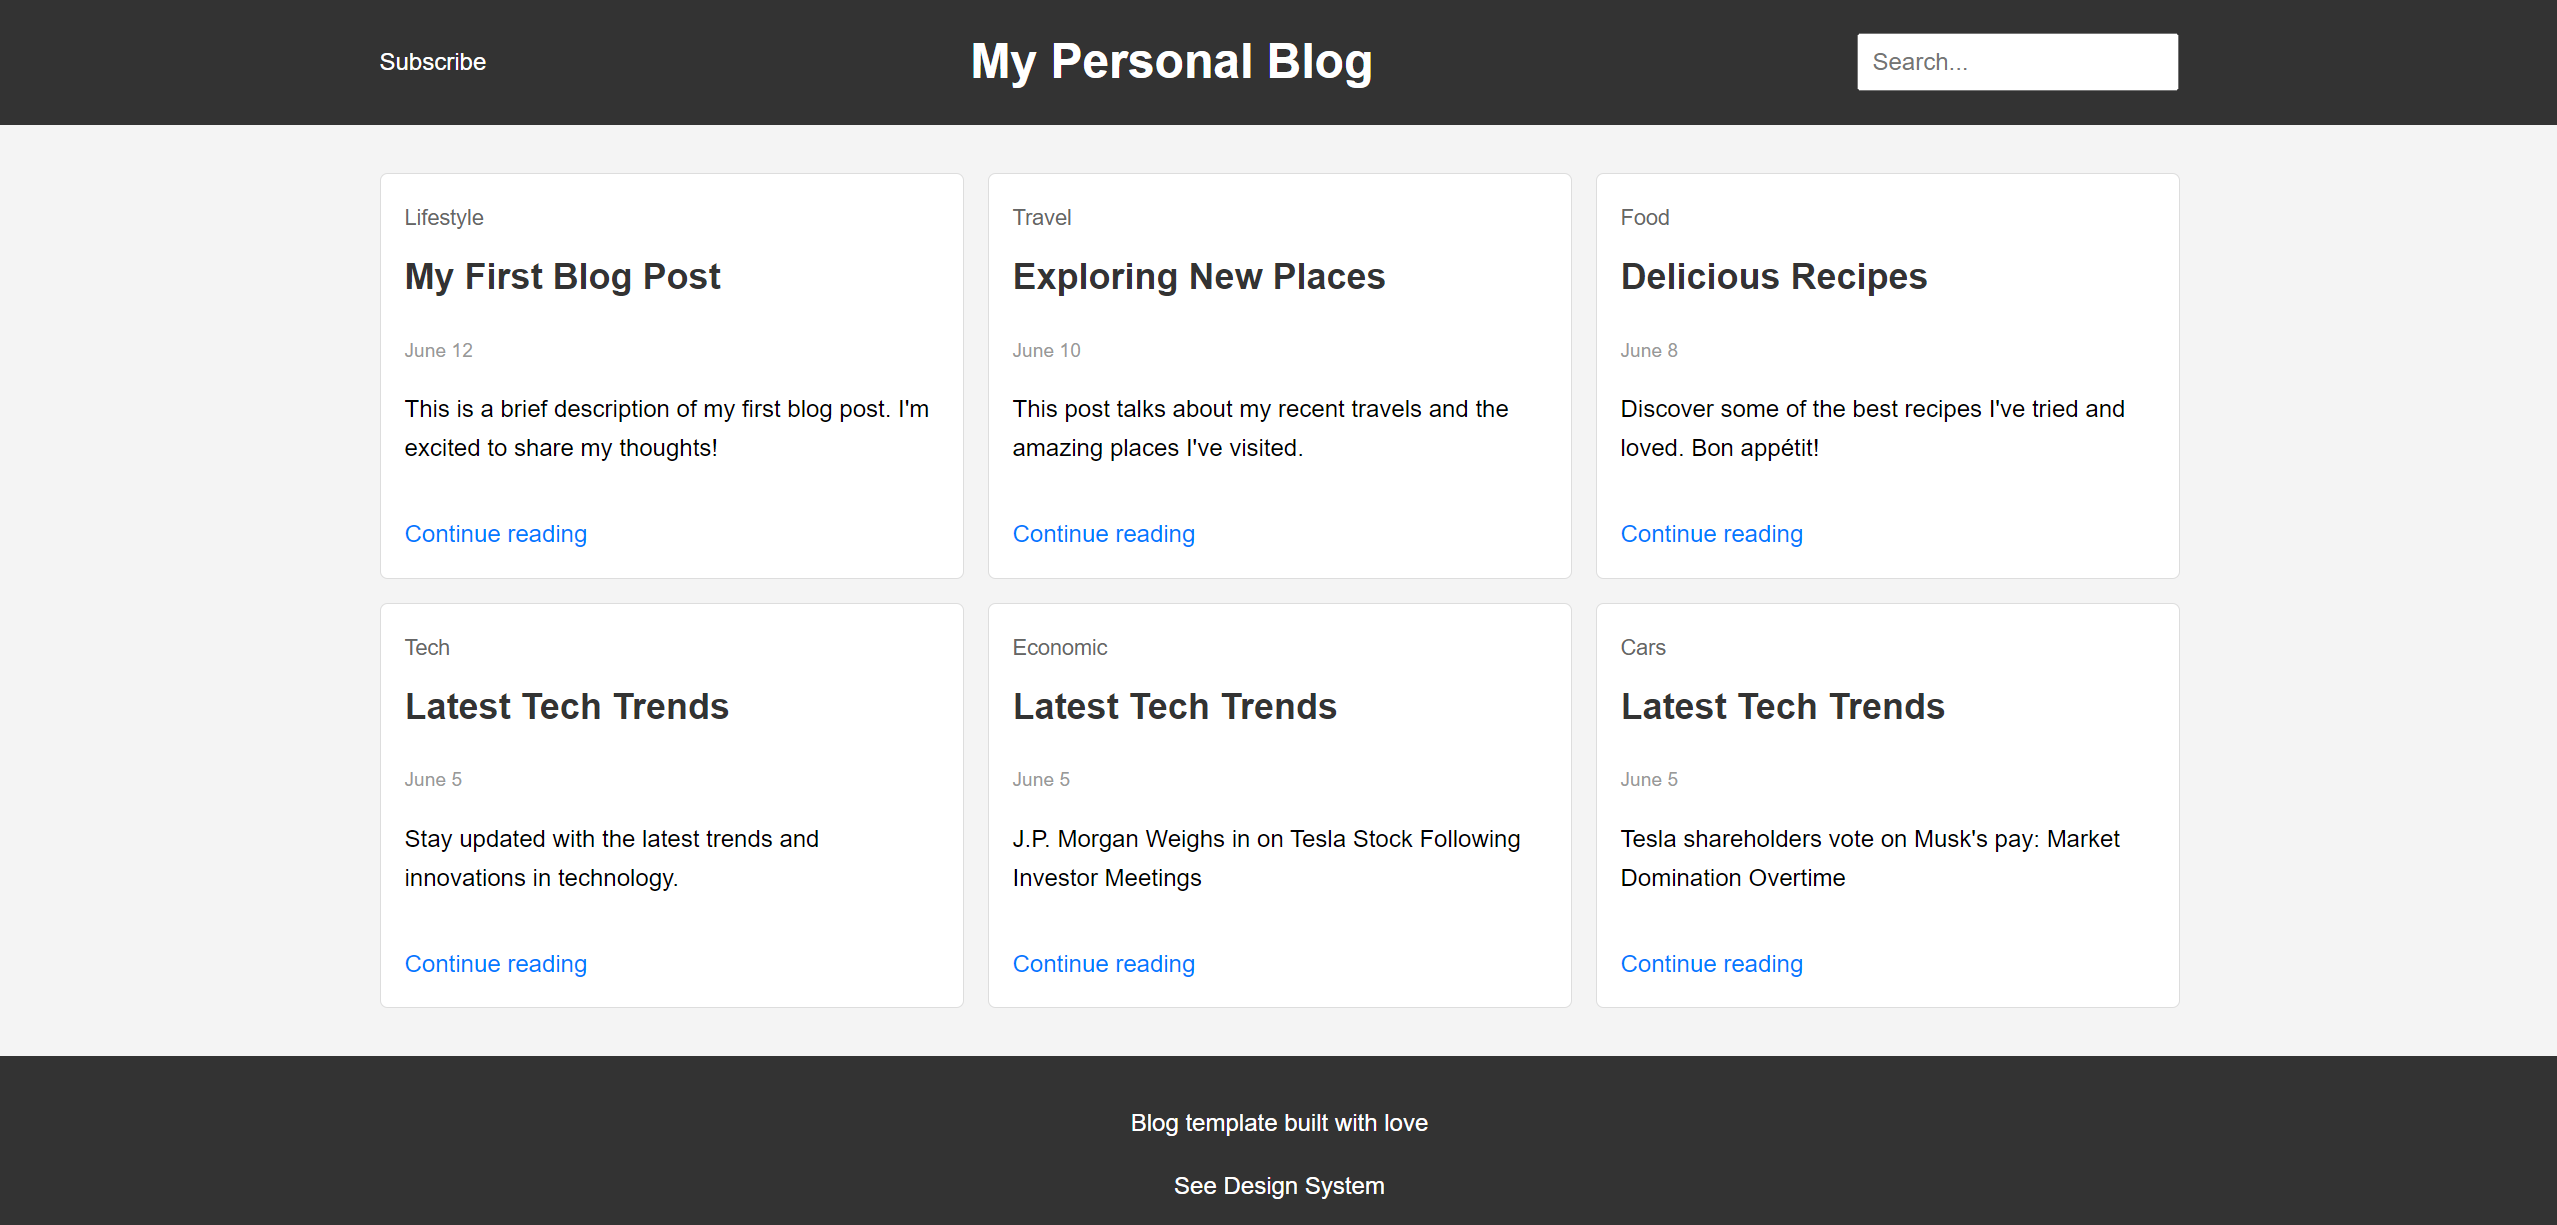 Subscribe
My Personal Blog
Search...
Lifestyle
My First Blog Post
June 12
This is a brief description of my first blog post. I'm
excited to share my thoughts!
Continue reading
Travel
Exploring New Places
June 10
This post talks about my recent travels and the
amazing places I've visited.
Continue reading
Food
Delicious Recipes
June 8
Discover some of the best recipes I've tried and
loved. Bon appétit!
Continue reading
Tech
Latest Tech Trends
June 5
Stay updated with the latest trends and
innovations in technology.
Continue reading
Economic
Latest Tech Trends
June 5
J.P. Morgan Weighs in on Tesla Stock Following
Investor Meetings
Continue reading
Cars
Latest Tech Trends
June 5
Tesla shareholders vote on Musk's pay: Market
Domination Overtime
Continue reading
Blog template built with love
See Design System